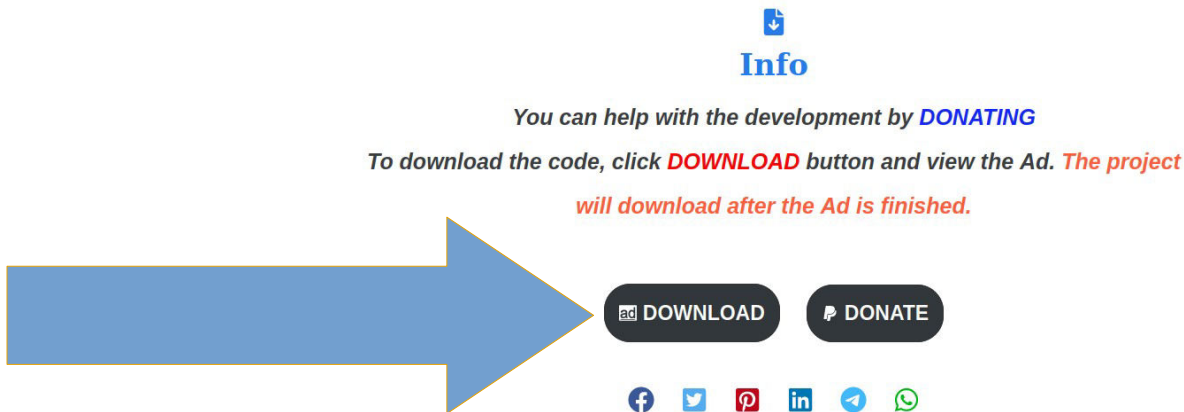 Info
You can help with the development by DONATING
To download the code, click DOWNLOAD button and view the Ad. The project
will download after the Ad is finished.
ad DOWNLOAD
DONATE